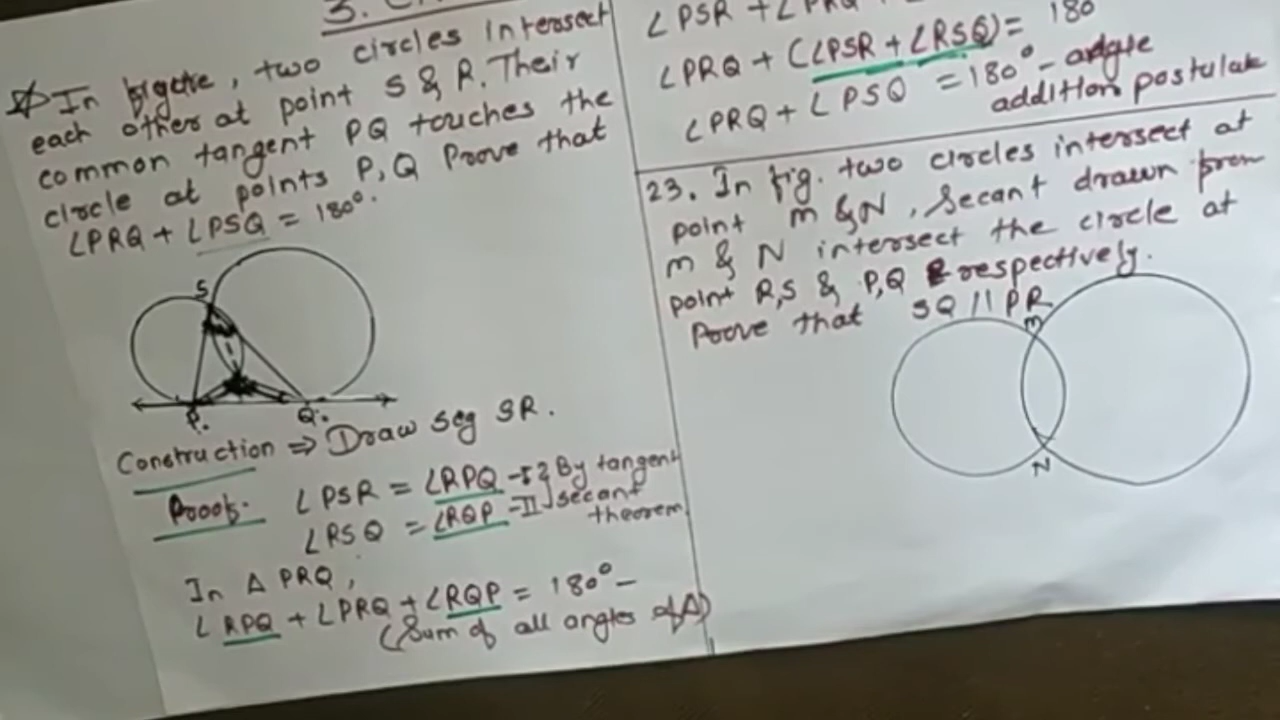 3.
☆ In figure, two circles intersect
each other at point S & R. Their
common tangent PQ touches the
circle at points P, Q Prove that
∠PRQ + ∠PSQ = 180°.
S
P.
Q.
Construction ⇒ Draw seg SR.
Proof:- ∠PSR = ∠RPQ - I } By tangent
∠RSQ = ∠RQP - II } secant
theorem
In Δ PRQ,
∠RPQ + ∠PRQ + ∠RQP = 180° -
(Sum of all angles of Δ)
∠PSR + ∠PRQ +
∠PRQ + (∠PSR + ∠RSQ) = 180
∠PRQ + ∠PSQ = 180° - angle
addition postulate
23. In fig. two circles intersect at
point M & N, Secant drawn from
M & N intersect the circle at
point R,S & P,Q respectively.
Prove that SQ || PR
M
N